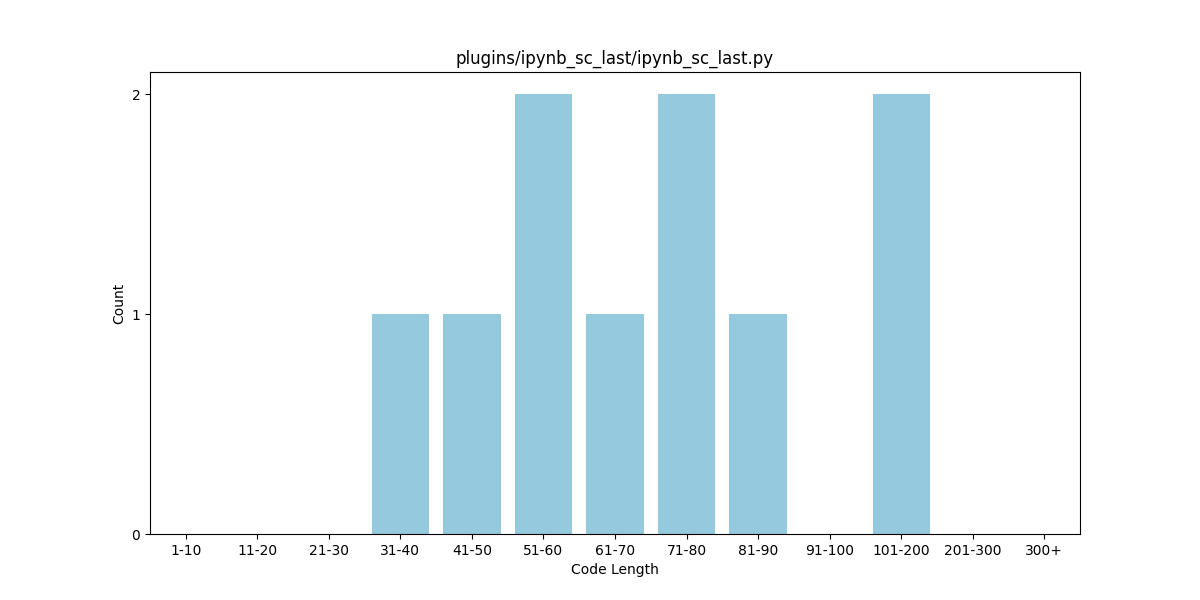 plugins/ipynb_sc_last/ipynb_sc_last.py
Count
2
1
0
1-10 11-20 21-30 31-40 41-50 51-60 61-70 71-80 81-90 91-100 101-200 201-300 300+
Code Length